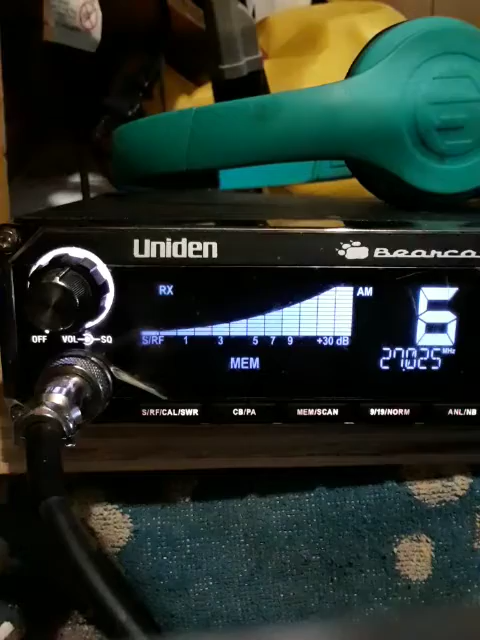 Uniden
Bearca
RX
AM
6
S/RF 1 3 5 7 9 +30 dB
27.025 MHz
MEM
OFF VOL SQ
S/RF/CAL/SWR CB/PA MEM/SCAN 9/19/NORM ANL/NB